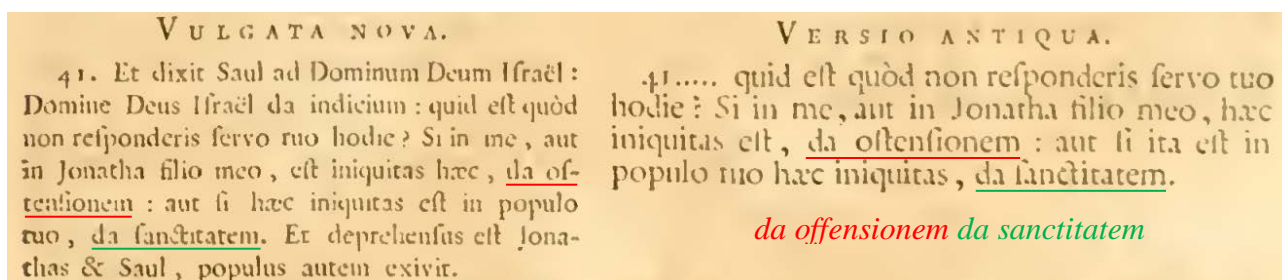 VULGATA NOVA.
41. Et dixit Saul ad Dominum Deum Iſraël :
Domine Deus Iſraël da indicium : quid eſt quòd
non reſponderis ſervo tuo hodie ? Si in me , aut
in Jonatha filio meo , eſt iniquitas hæc , da oſ-
tenſionem : aut ſi hæc iniquitas eſt in populo
tuo , da ſanctitatem. Et deprehenſus eſt Jona-
thas & Saul , populus autem exivit.
VERSIO ANTIQUA.
41..... quid eſt quòd non reſponderis ſervo tuo
hodie ? Si in me, aut in Jonatha filio meo, hæc
iniquitas eſt, da oſtenſionem : aut ſi ita eſt in
populo tuo hæc iniquitas, da ſanctitatem.
da offensionem da sanctitatem